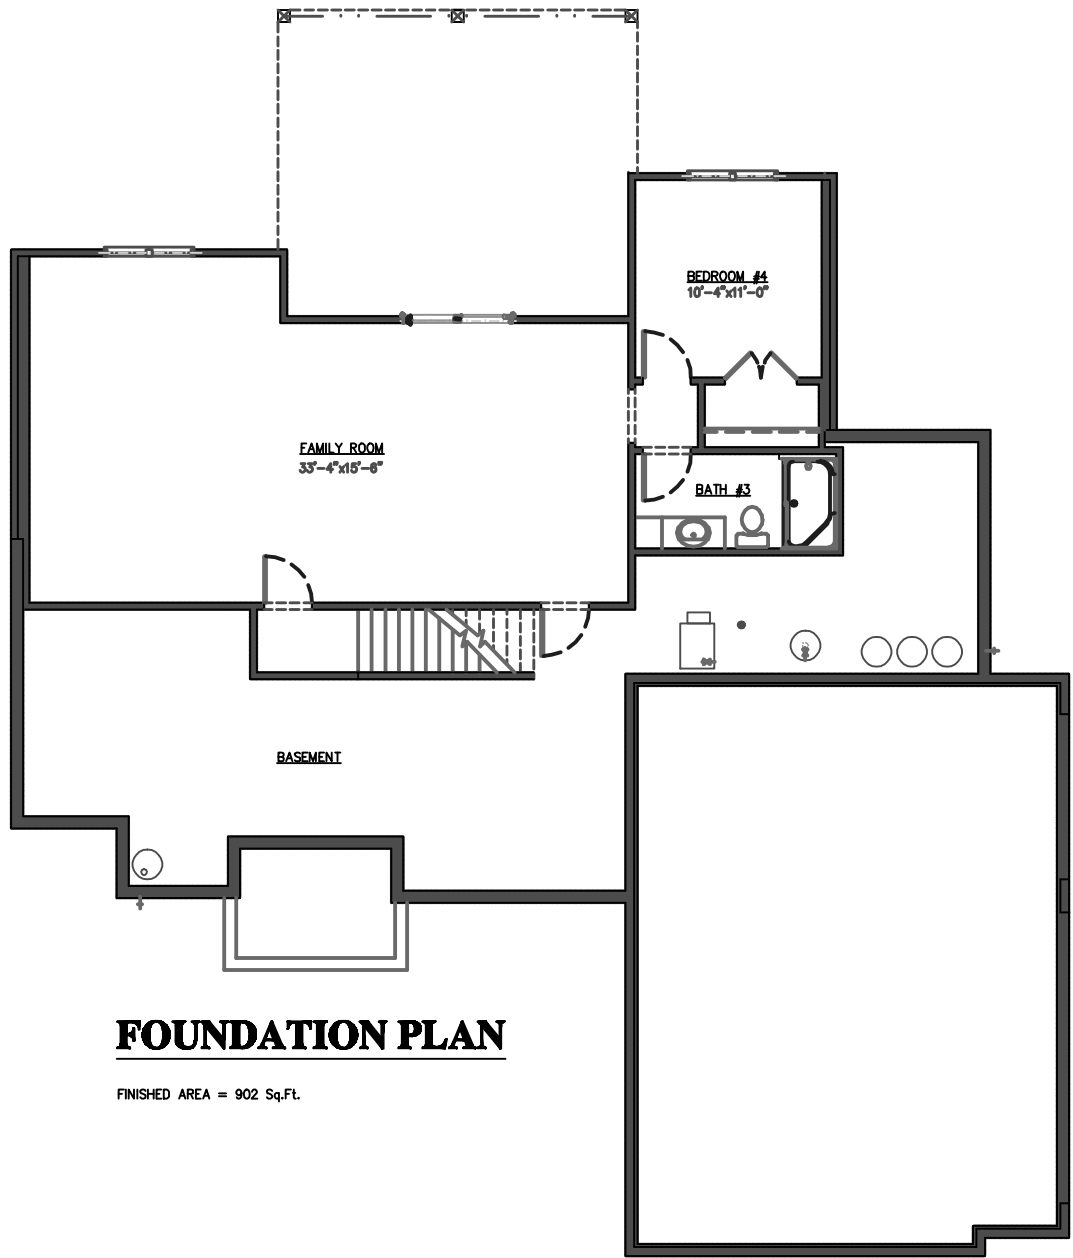 BEDROOM #4
10'-4"x11'-0"
FAMILY ROOM
33'-4"x15'-6"
BATH #3
BASEMENT
FOUNDATION PLAN
FINISHED AREA = 902 Sq.Ft.